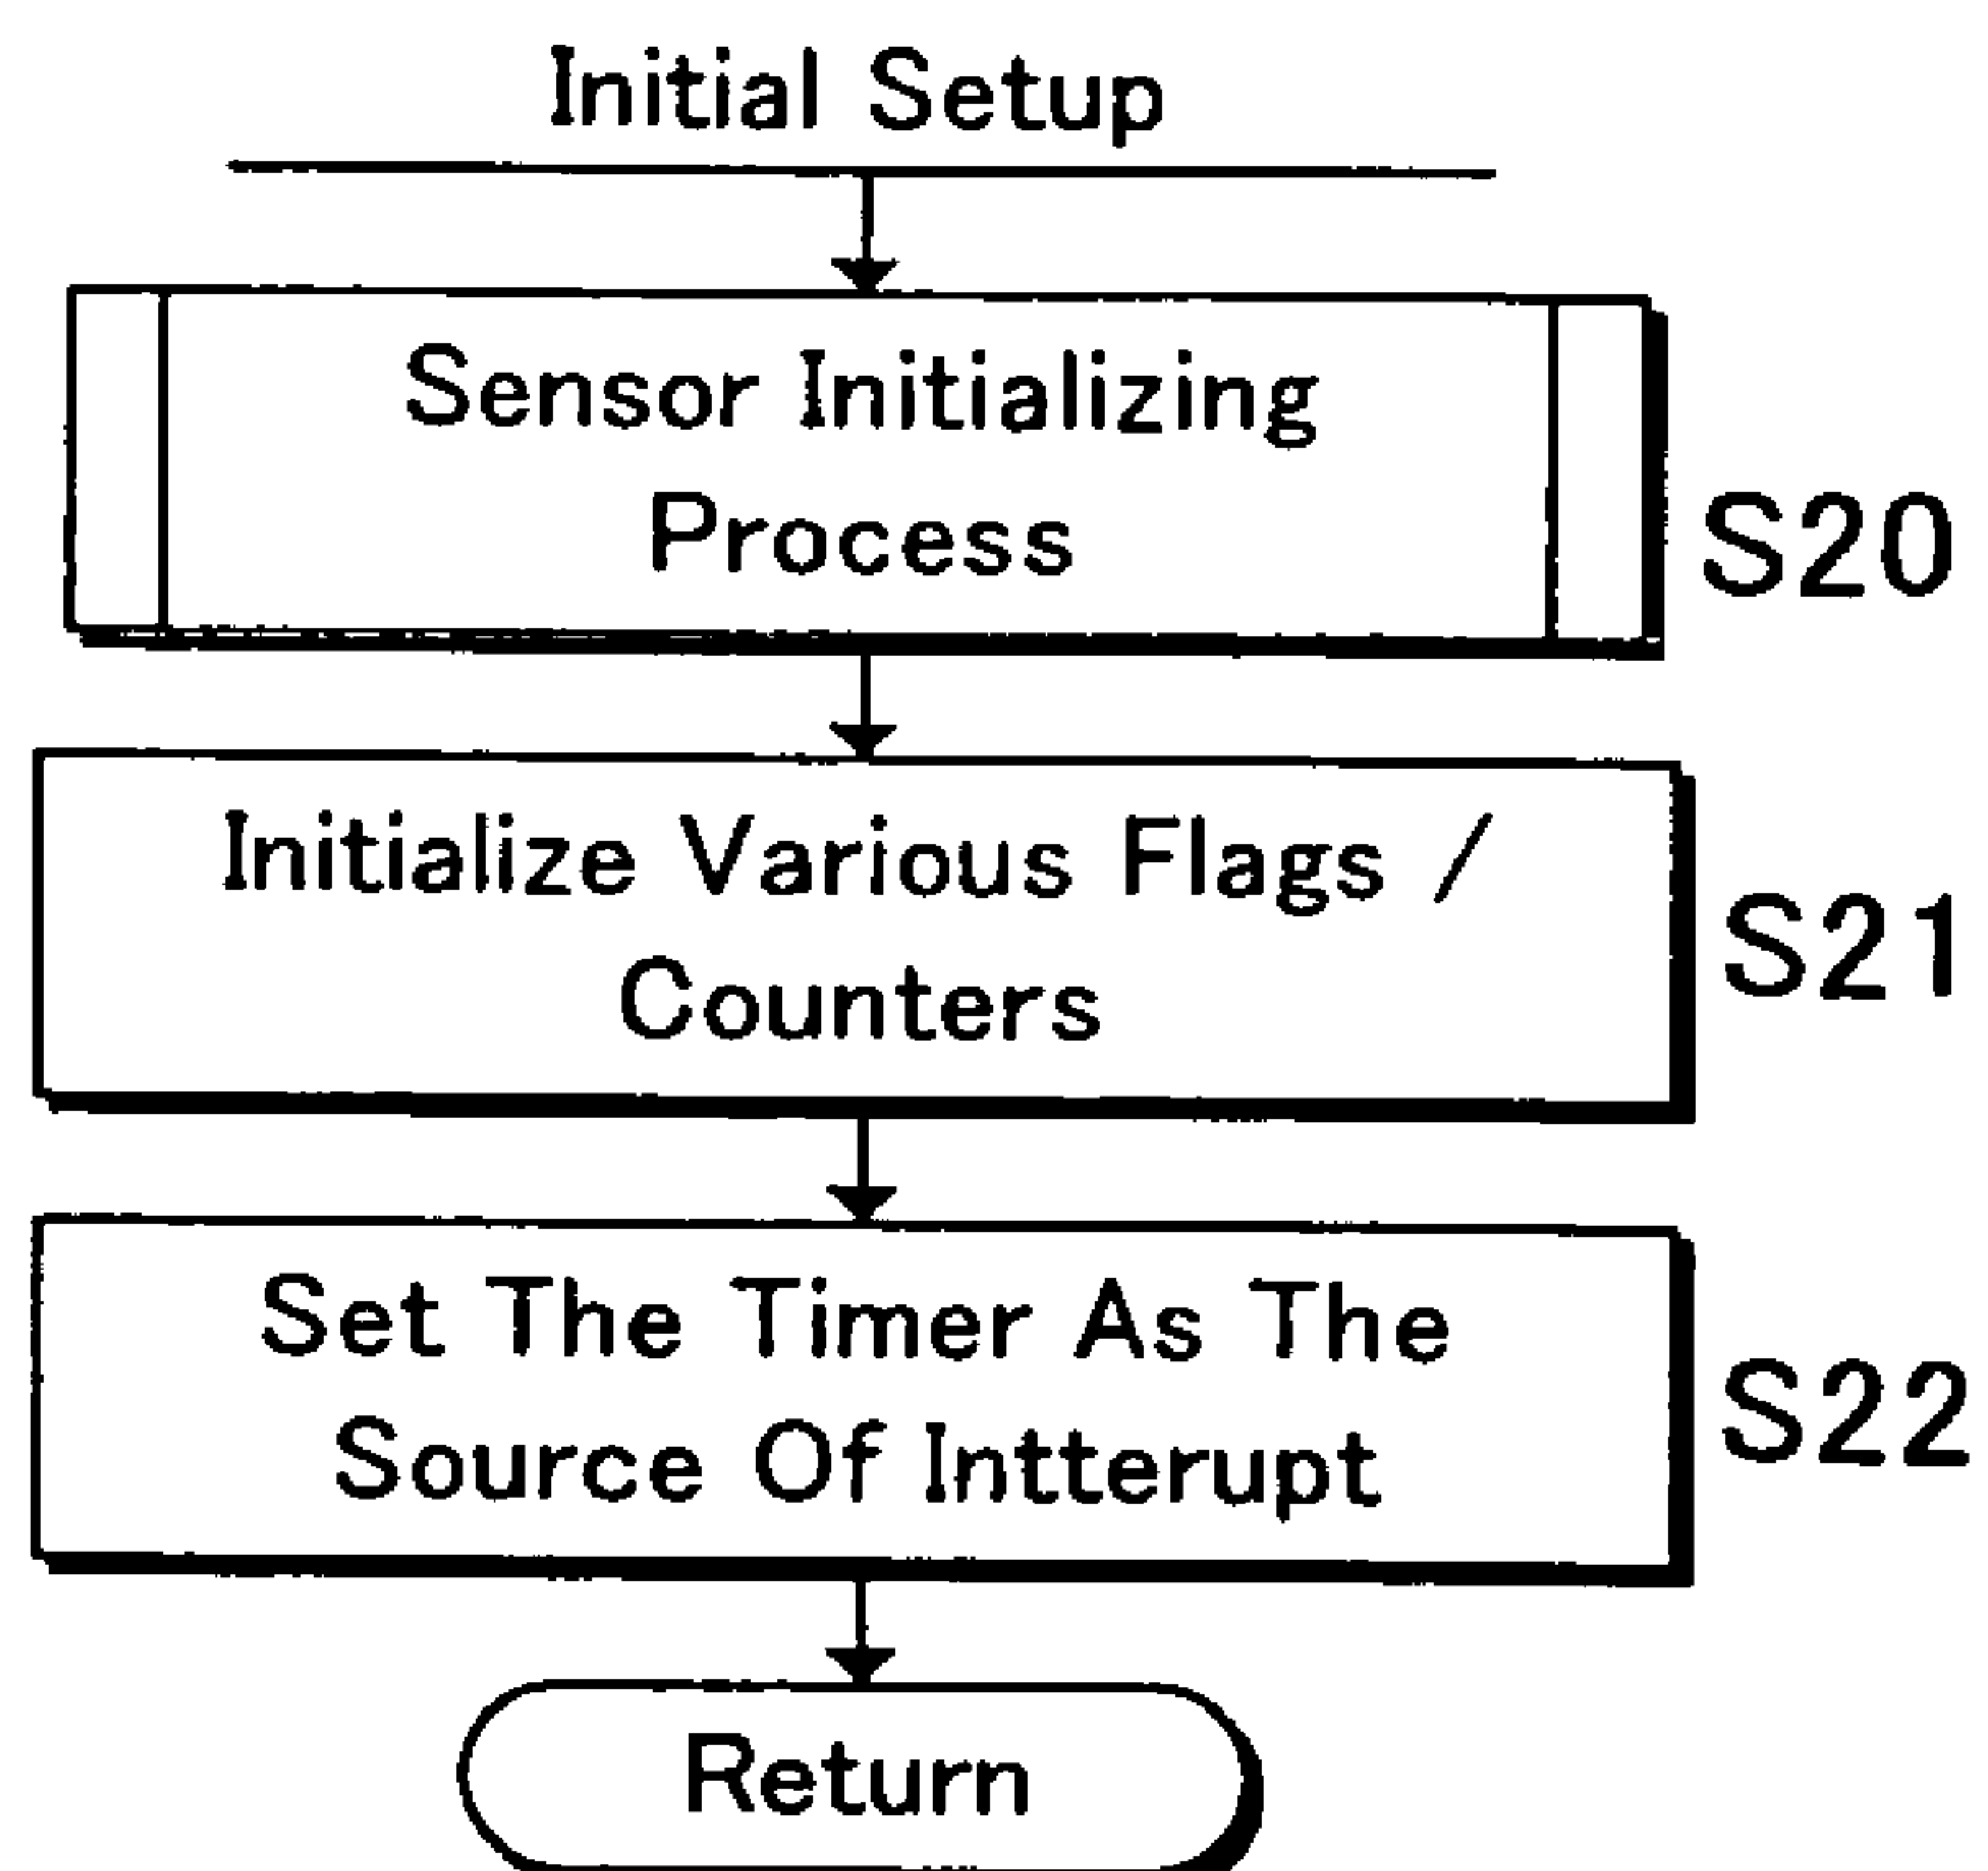 Initial Setup
Sensor Initializing
Process
S20
Initialize Various Flags /
Counters
S21
Set The Timer As The
Source Of Intterupt
S22
Return